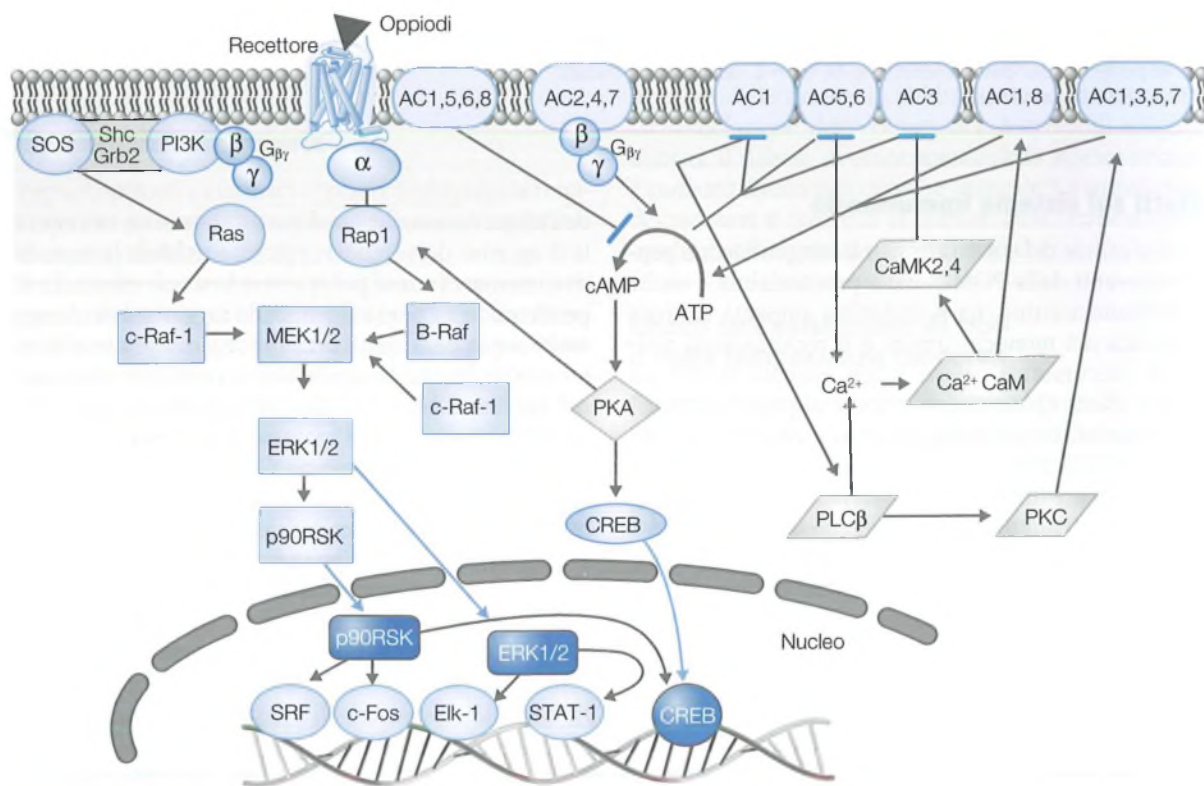 Oppiodi
Recettore
AC1,5,6,8
AC2,4,7
AC1
AC5,6
AC3
AC1,8
AC1,3,5,7
SOS
Shc
Grb2
PI3K
β
γ
Gβγ
α
β
γ
Gβγ
Ras
Rap1
cAMP
ATP
CaMK2,4
c-Raf-1
MEK1/2
B-Raf
c-Raf-1
PKA
Ca²⁺
Ca²⁺ CaM
ERK1/2
p90RSK
CREB
PLCβ
PKC
Nucleo
p90RSK
ERK1/2
SRF
c-Fos
Elk-1
STAT-1
CREB